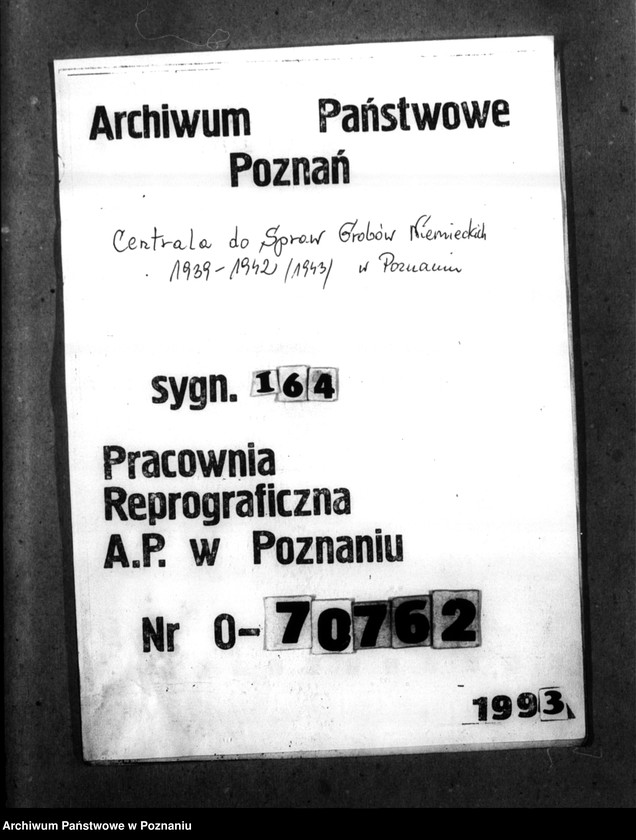 Archiwum Państwowe
Poznań
Centrala do Spraw Grobów Niemieckich
1939-1942 /1943/ w Poznaniu
sygn. 164
Pracownia
Reprograficzna
A.P. w Poznaniu
Nr 0-70762
1993
Archiwum Państwowe w Poznaniu